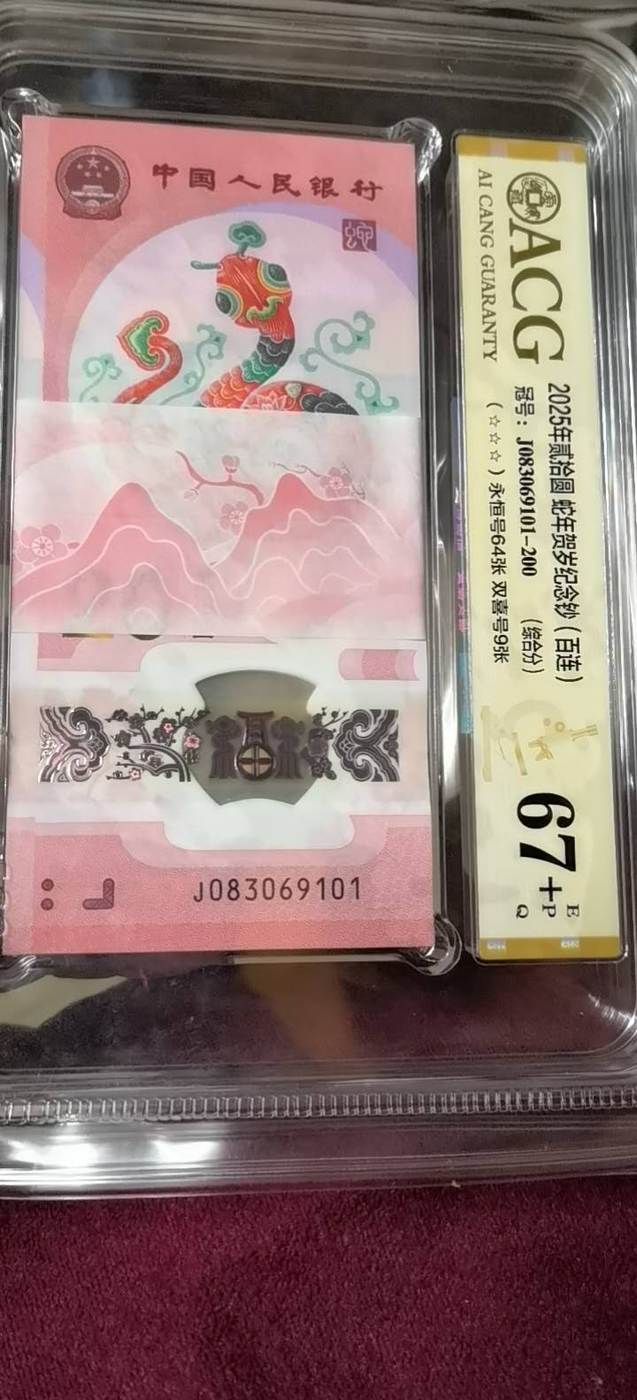 中国人民银行
J083069101
ACG
AI CANG GUARANTY
2025年贰拾圆 蛇年贺岁纪念钞（百连）
冠号：J083069101-200 （综合分）
（☆☆☆）永恒号64张 双喜号9张
67+
E
P
Q